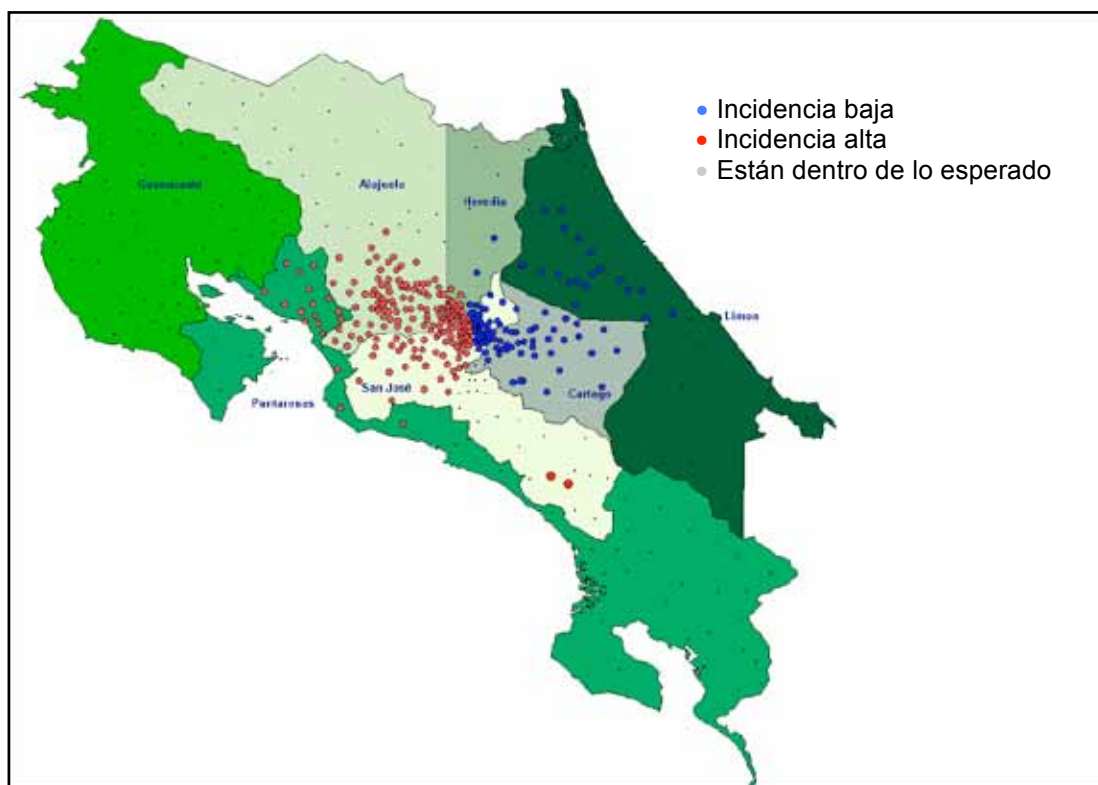 Incidencia baja
Incidencia alta
Están dentro de lo esperado
Guanacaste
Alajuela
Heredia
Limon
San José
Cartago
Puntarenas